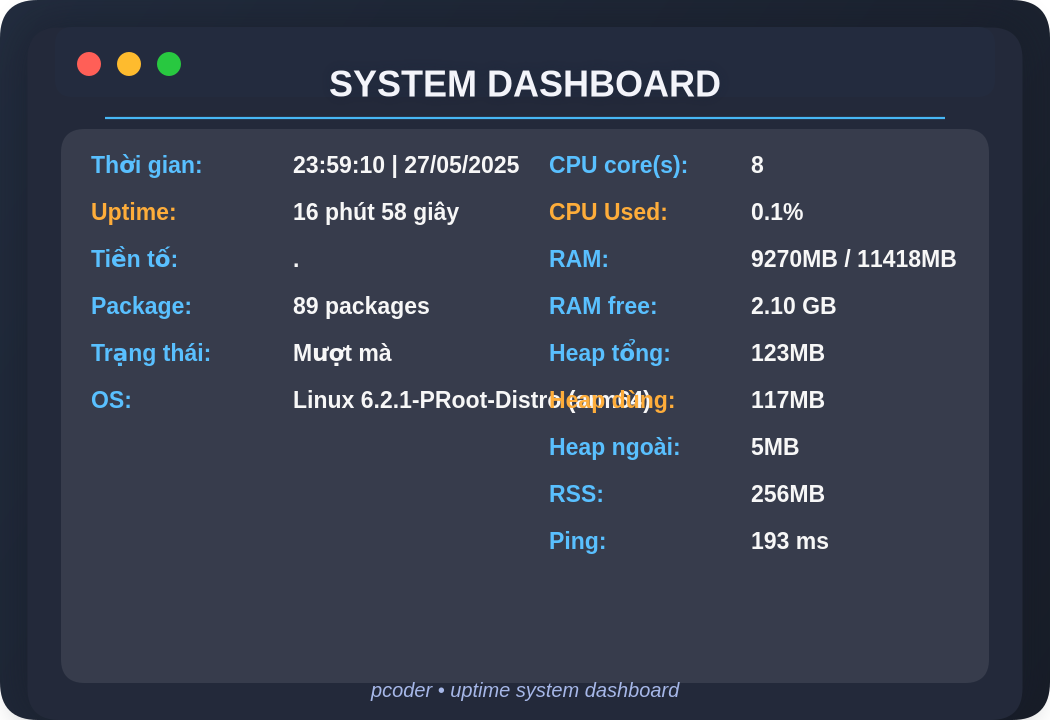 SYSTEM DASHBOARD
Thời gian: 23:59:10 | 27/05/2025 CPU core(s): 8
Uptime: 16 phút 58 giây CPU Used: 0.1%
Tiền tố: . RAM: 9270MB / 11418MB
Package: 89 packages RAM free: 2.10 GB
Trạng thái: Mượt mà Heap tổng: 123MB
OS: Linux 6.2.1-PRoot-Distro (arm64) Heap dùng: 117MB
Heap ngoài: 5MB
RSS: 256MB
Ping: 193 ms
pcoder • uptime system dashboard